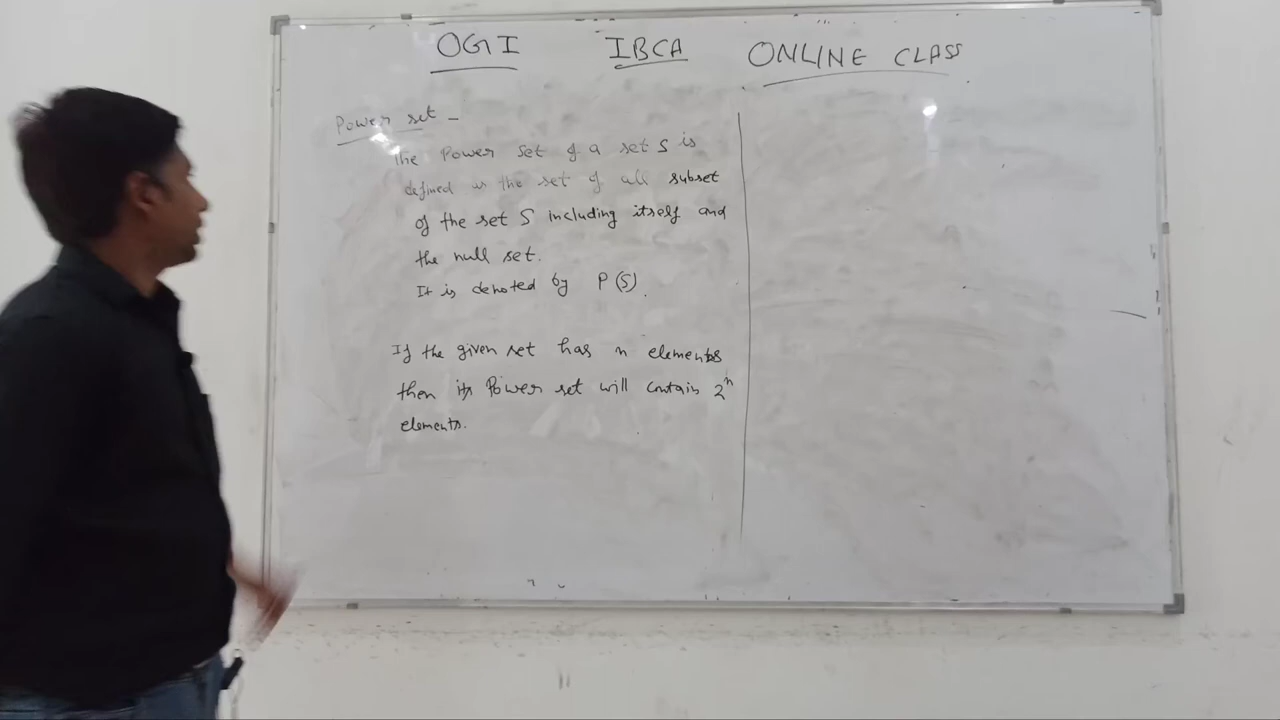 OGI IBCA ONLINE CLASS
Power set -
The Power set of a set S is
defined as the set of all subset
of the set S including itself and
the null set.
It is denoted by P(S).
If the given set has n elements
then its Power set will contain 2ⁿ
elements.